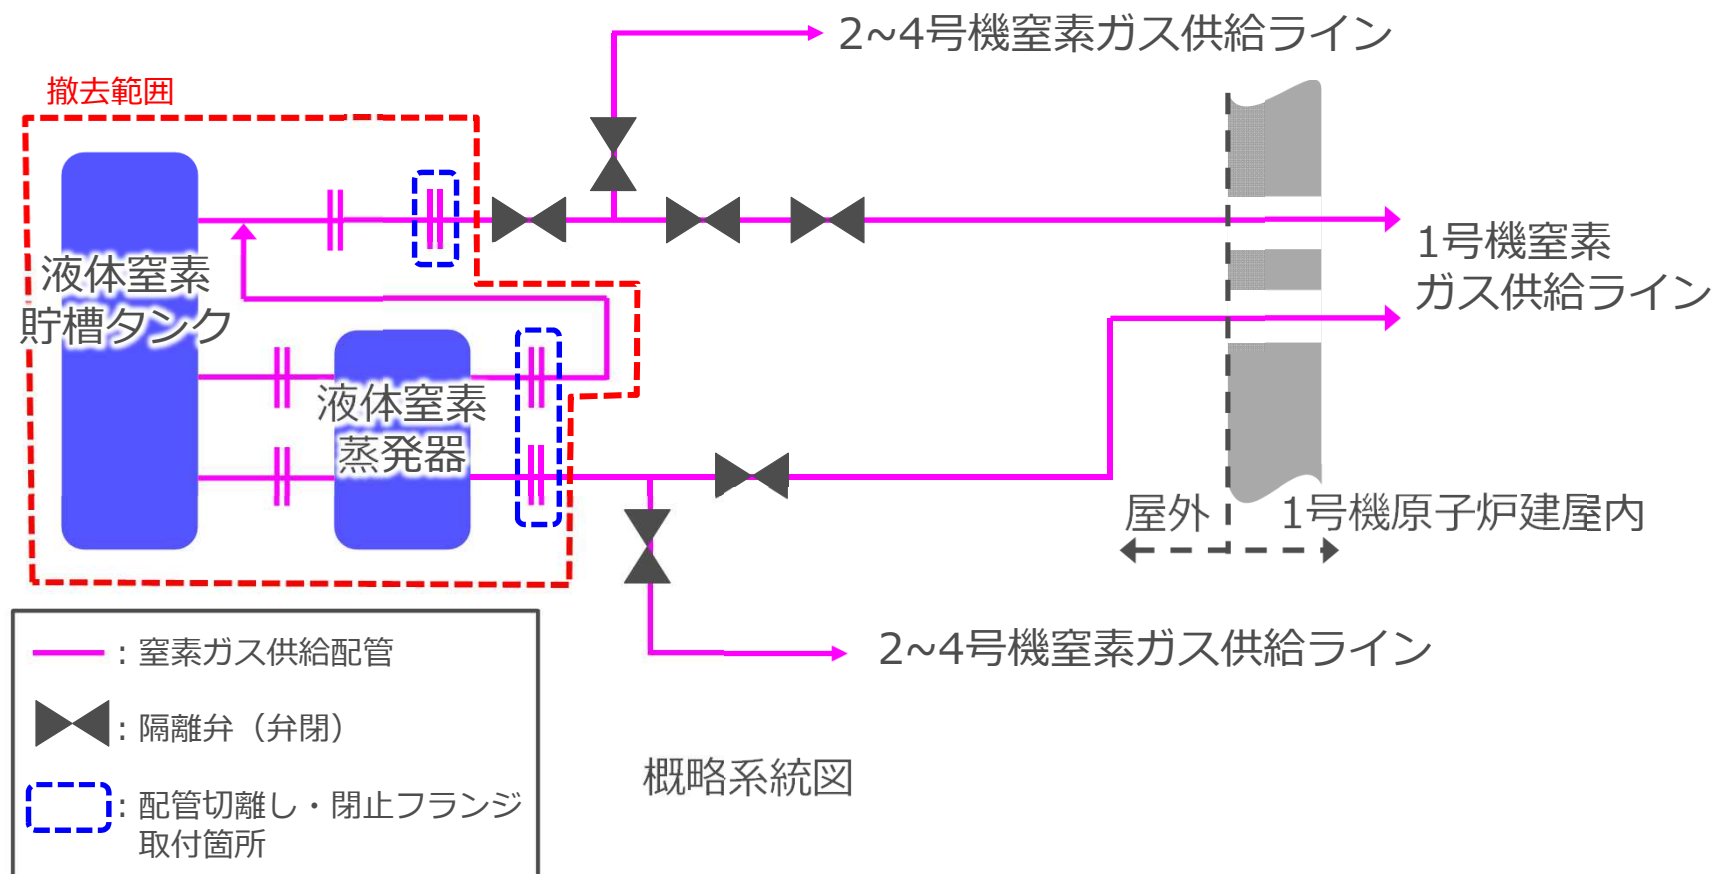 2~4号機窒素ガス供給ライン
撤去範囲
1号機窒素
ガス供給ライン
液体窒素
貯槽タンク
液体窒素
蒸発器
屋外
1号機原子炉建屋内
2~4号機窒素ガス供給ライン
：窒素ガス供給配管
：隔離弁（弁閉）
：配管切離し・閉止フランジ
取付箇所
概略系統図